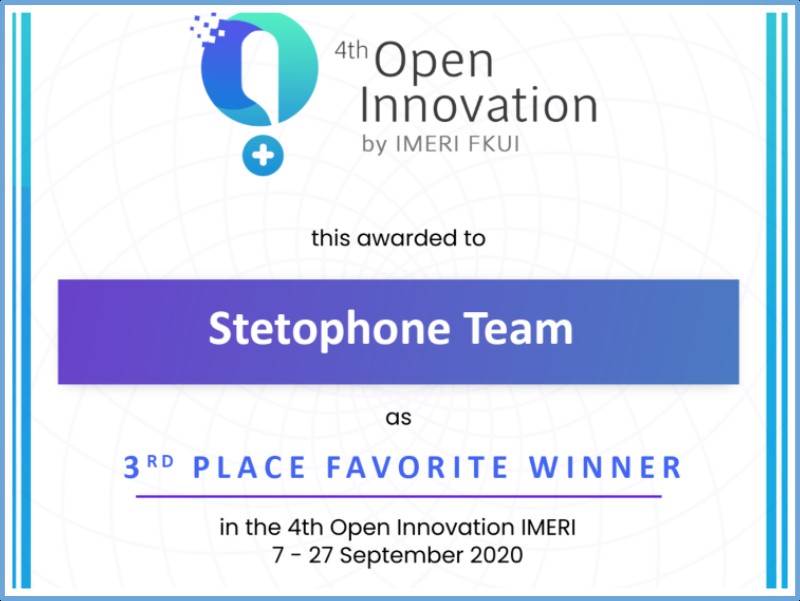 4th Open
Innovation
by IMERI FKUI
this awarded to
Stetophone Team
as
3RD PLACE FAVORITE WINNER
in the 4th Open Innovation IMERI
7 - 27 September 2020